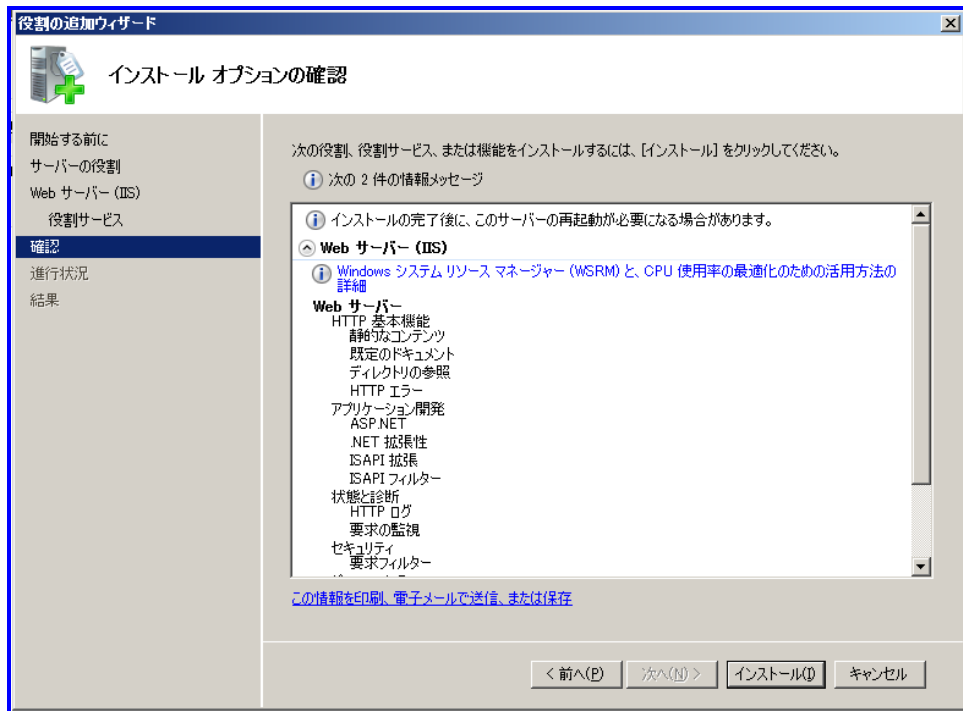 役割の追加ウィザード
インストール オプションの確認
開始する前に
サーバーの役割
Web サーバー (IIS)
役割サービス
確認
進行状況
結果
次の役割、役割サービス、または機能をインストールするには、[インストール] をクリックしてください。
次の 2 件の情報メッセージ
インストールの完了後に、このサーバーの再起動が必要になる場合があります。
Web サーバー (IIS)
Windows システム リソース マネージャー (WSRM) と、CPU 使用率の最適化のための活用方法の
詳細
Web サーバー
HTTP 基本機能
静的なコンテンツ
既定のドキュメント
ディレクトリの参照
HTTP エラー
アプリケーション開発
ASP.NET
.NET 拡張性
ISAPI 拡張
ISAPI フィルター
状態と診断
HTTP ログ
要求の監視
セキュリティ
要求フィルター
この情報を印刷、電子メールで送信、または保存
< 前へ(P)
次へ(N) >
インストール(I)
キャンセル